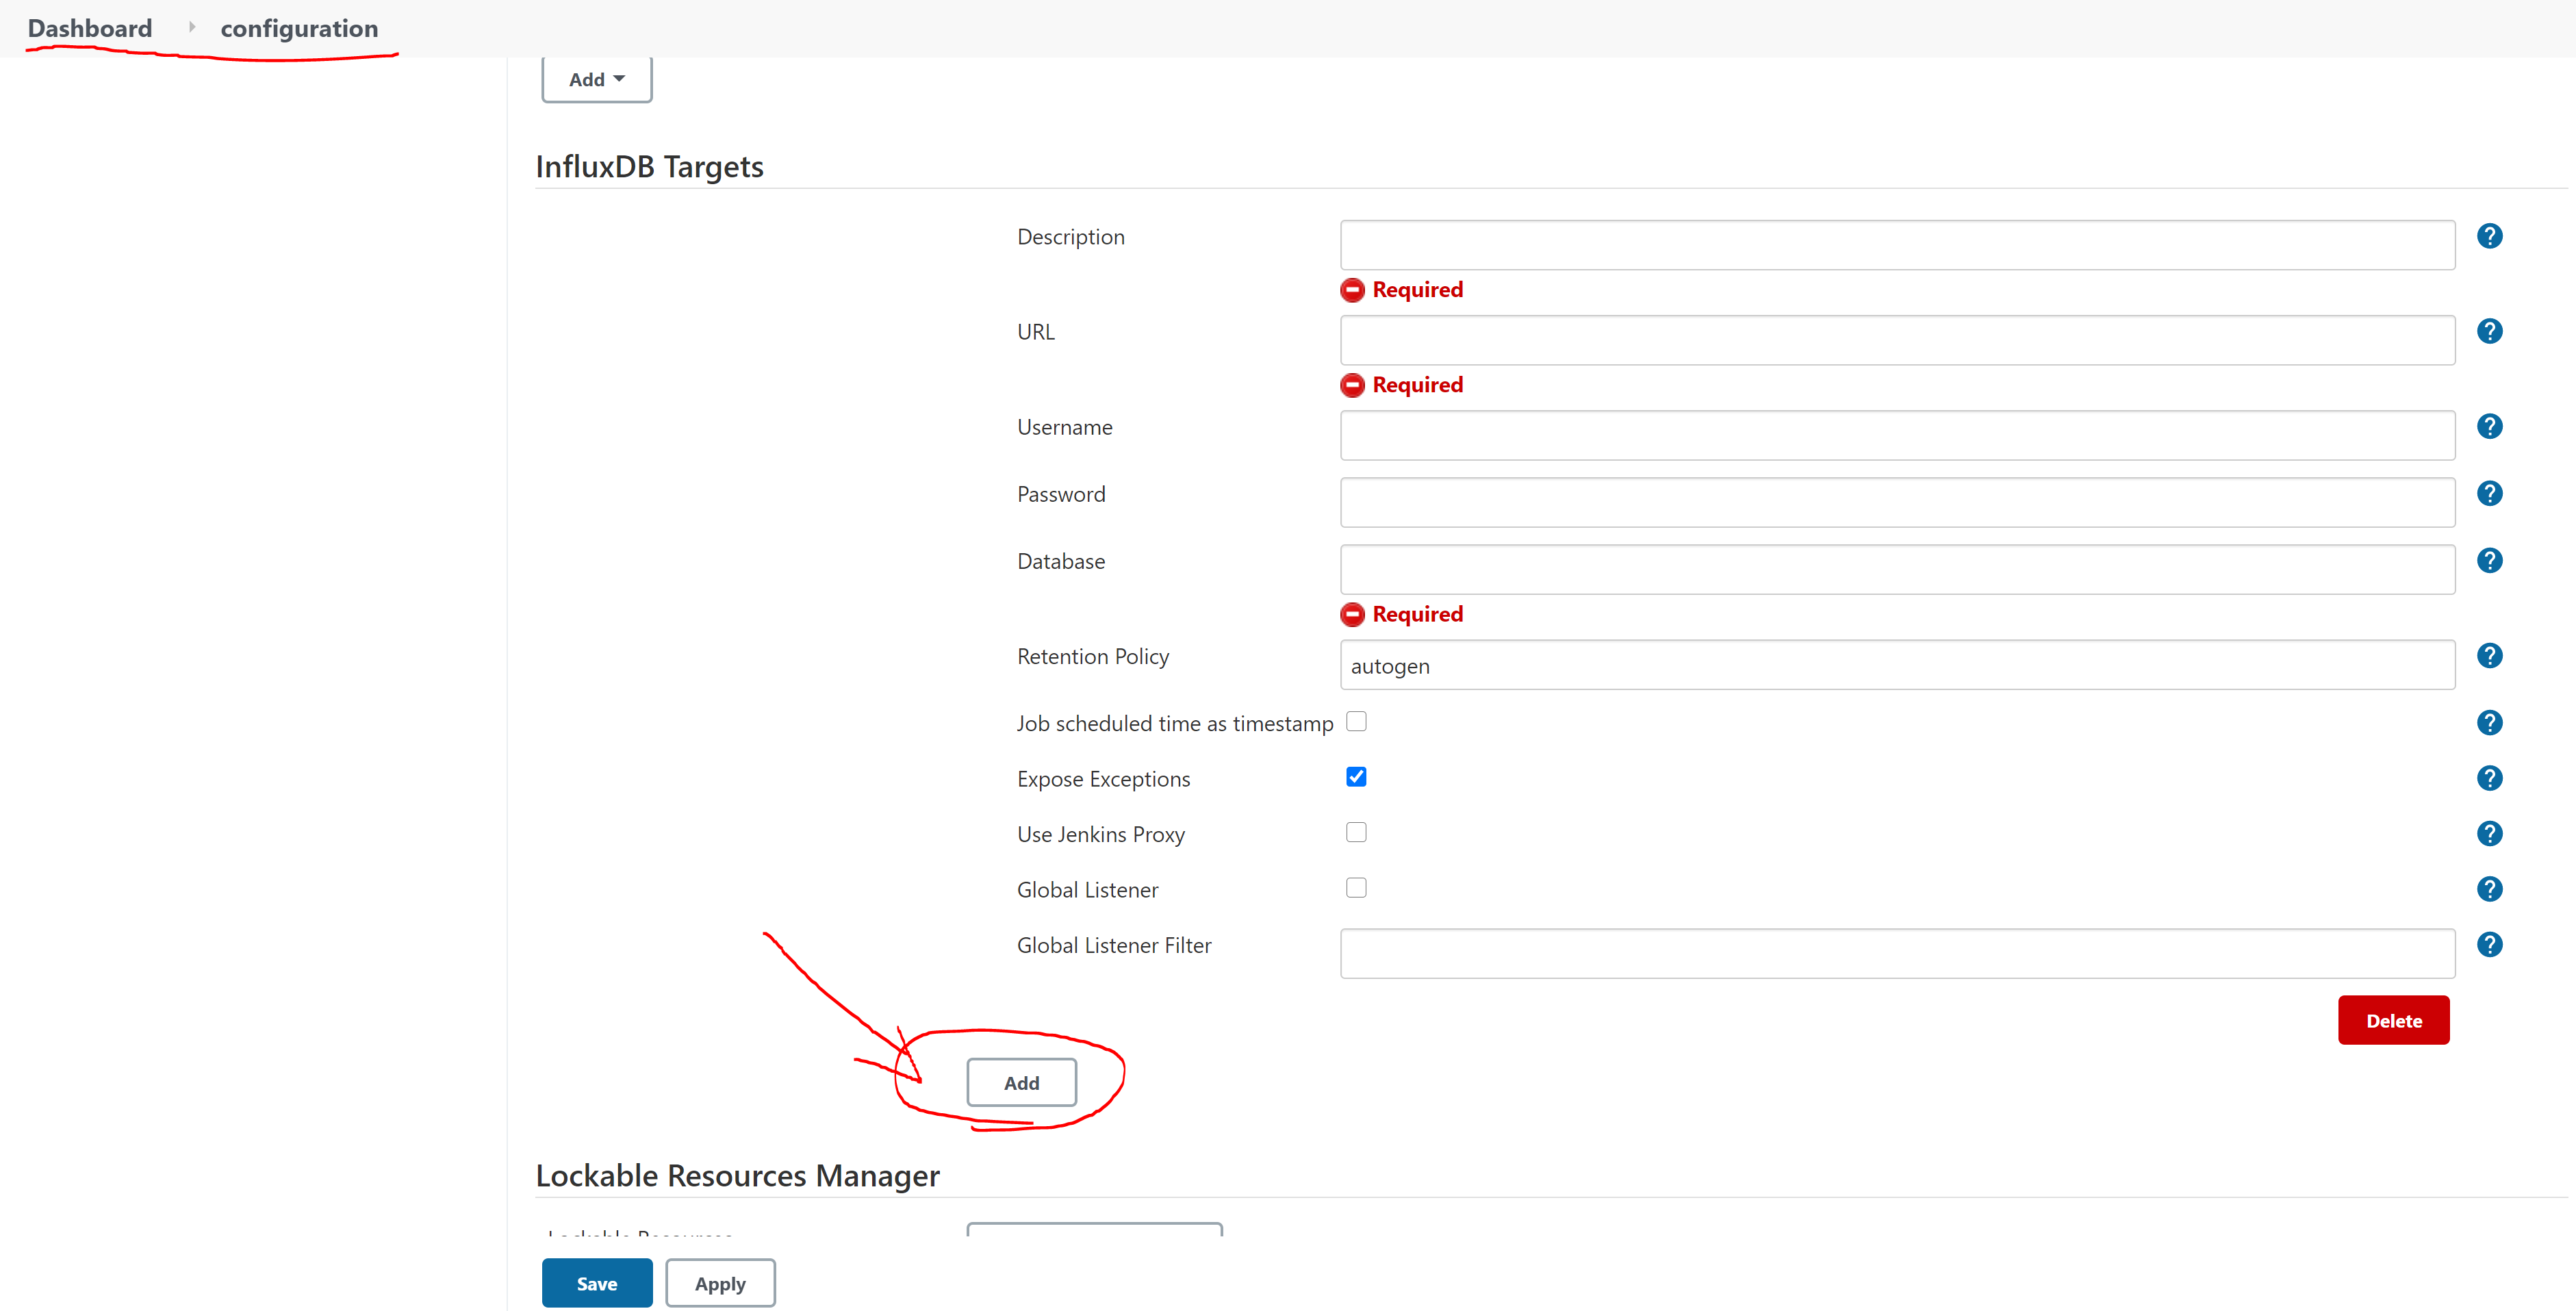 Dashboard configuration
Add
InfluxDB Targets
Description
Required
URL
Required
Username
Password
Database
Required
Retention Policy autogen
Job scheduled time as timestamp
Expose Exceptions
Use Jenkins Proxy
Global Listener
Global Listener Filter
Delete
Add
Lockable Resources Manager
Lockable Resources
Save Apply